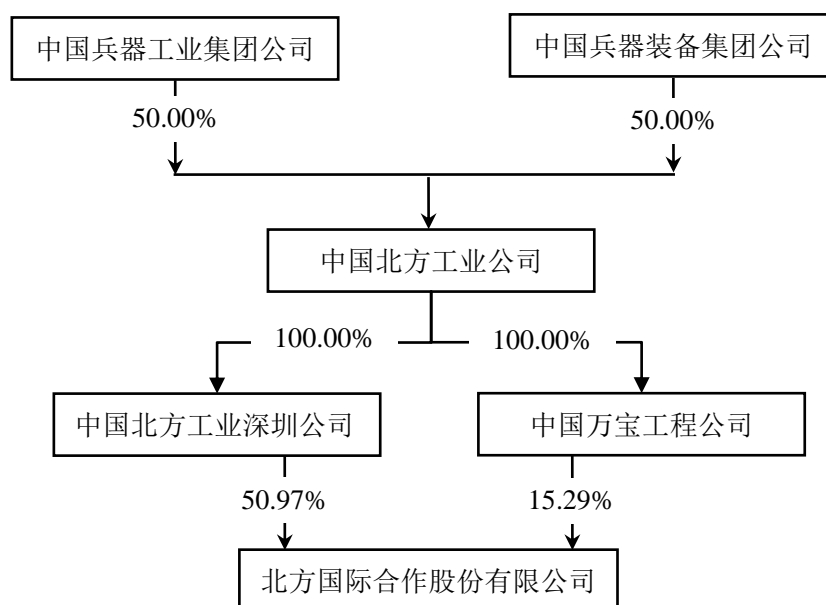 中国兵器工业集团公司
中国兵器装备集团公司
50.00%
50.00%
中国北方工业公司
100.00%
100.00%
中国北方工业深圳公司
中国万宝工程公司
50.97%
15.29%
北方国际合作股份有限公司